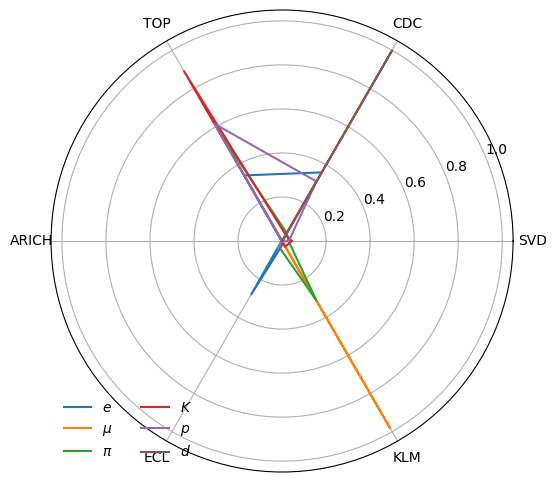 TOP CDC
1.0
0.8
0.6
0.4
0.2
ARICH SVD
e K
μ p
π d
ECL KLM